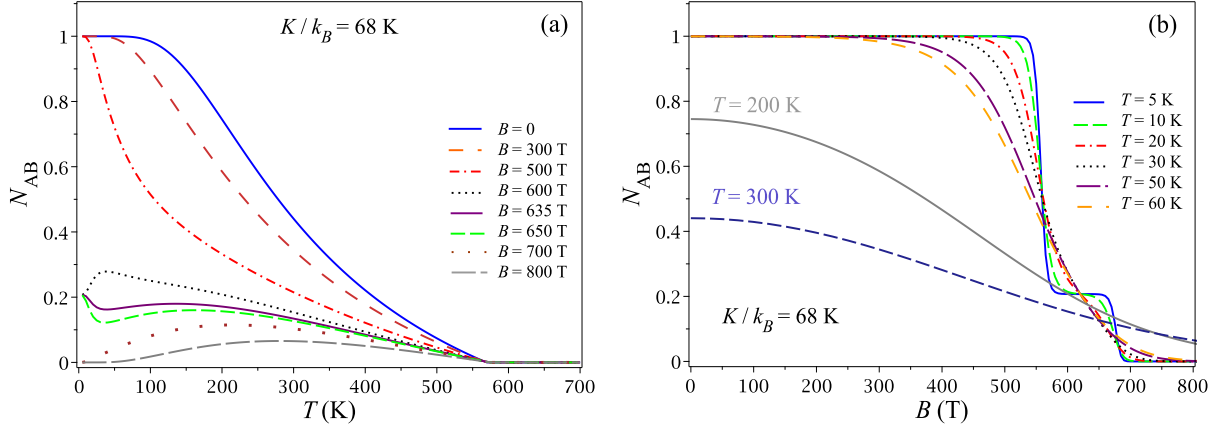 (a)
K / k_B = 68 K
N_AB
1
0.8
0.6
0.4
0.2
0
0 100 200 300 400 500 600 700
T (K)
B = 0
B = 300 T
B = 500 T
B = 600 T
B = 635 T
B = 650 T
B = 700 T
B = 800 T
(b)
N_AB
1
0.8
0.6
0.4
0.2
0
0 100 200 300 400 500 600 700 800
B (T)
T = 200 K
T = 300 K
K / k_B = 68 K
T = 5 K
T = 10 K
T = 20 K
T = 30 K
T = 50 K
T = 60 K